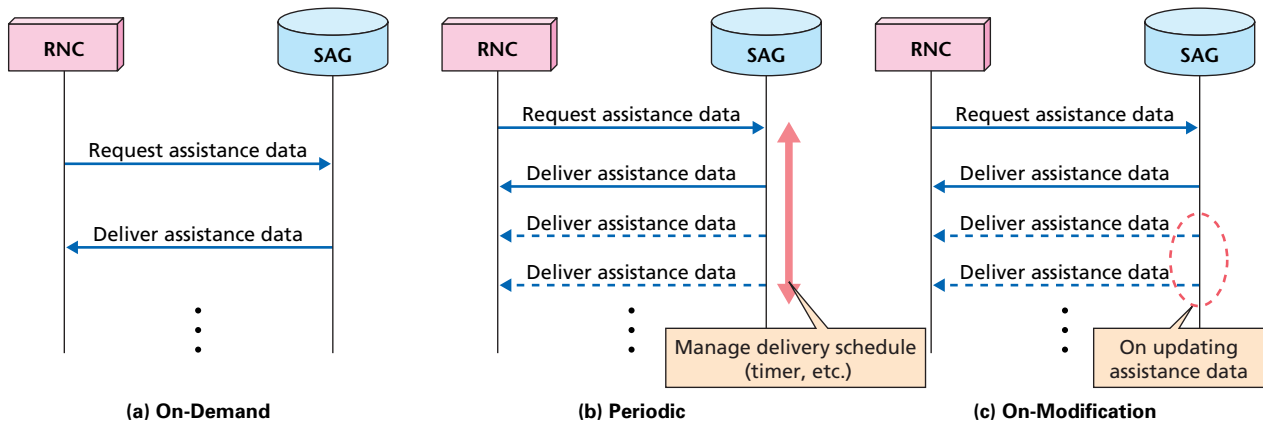 RNC
SAG
Request assistance data
Deliver assistance data
(a) On-Demand
RNC
SAG
Request assistance data
Deliver assistance data
Deliver assistance data
Deliver assistance data
Manage delivery schedule
(timer, etc.)
(b) Periodic
RNC
SAG
Request assistance data
Deliver assistance data
Deliver assistance data
Deliver assistance data
On updating
assistance data
(c) On-Modification